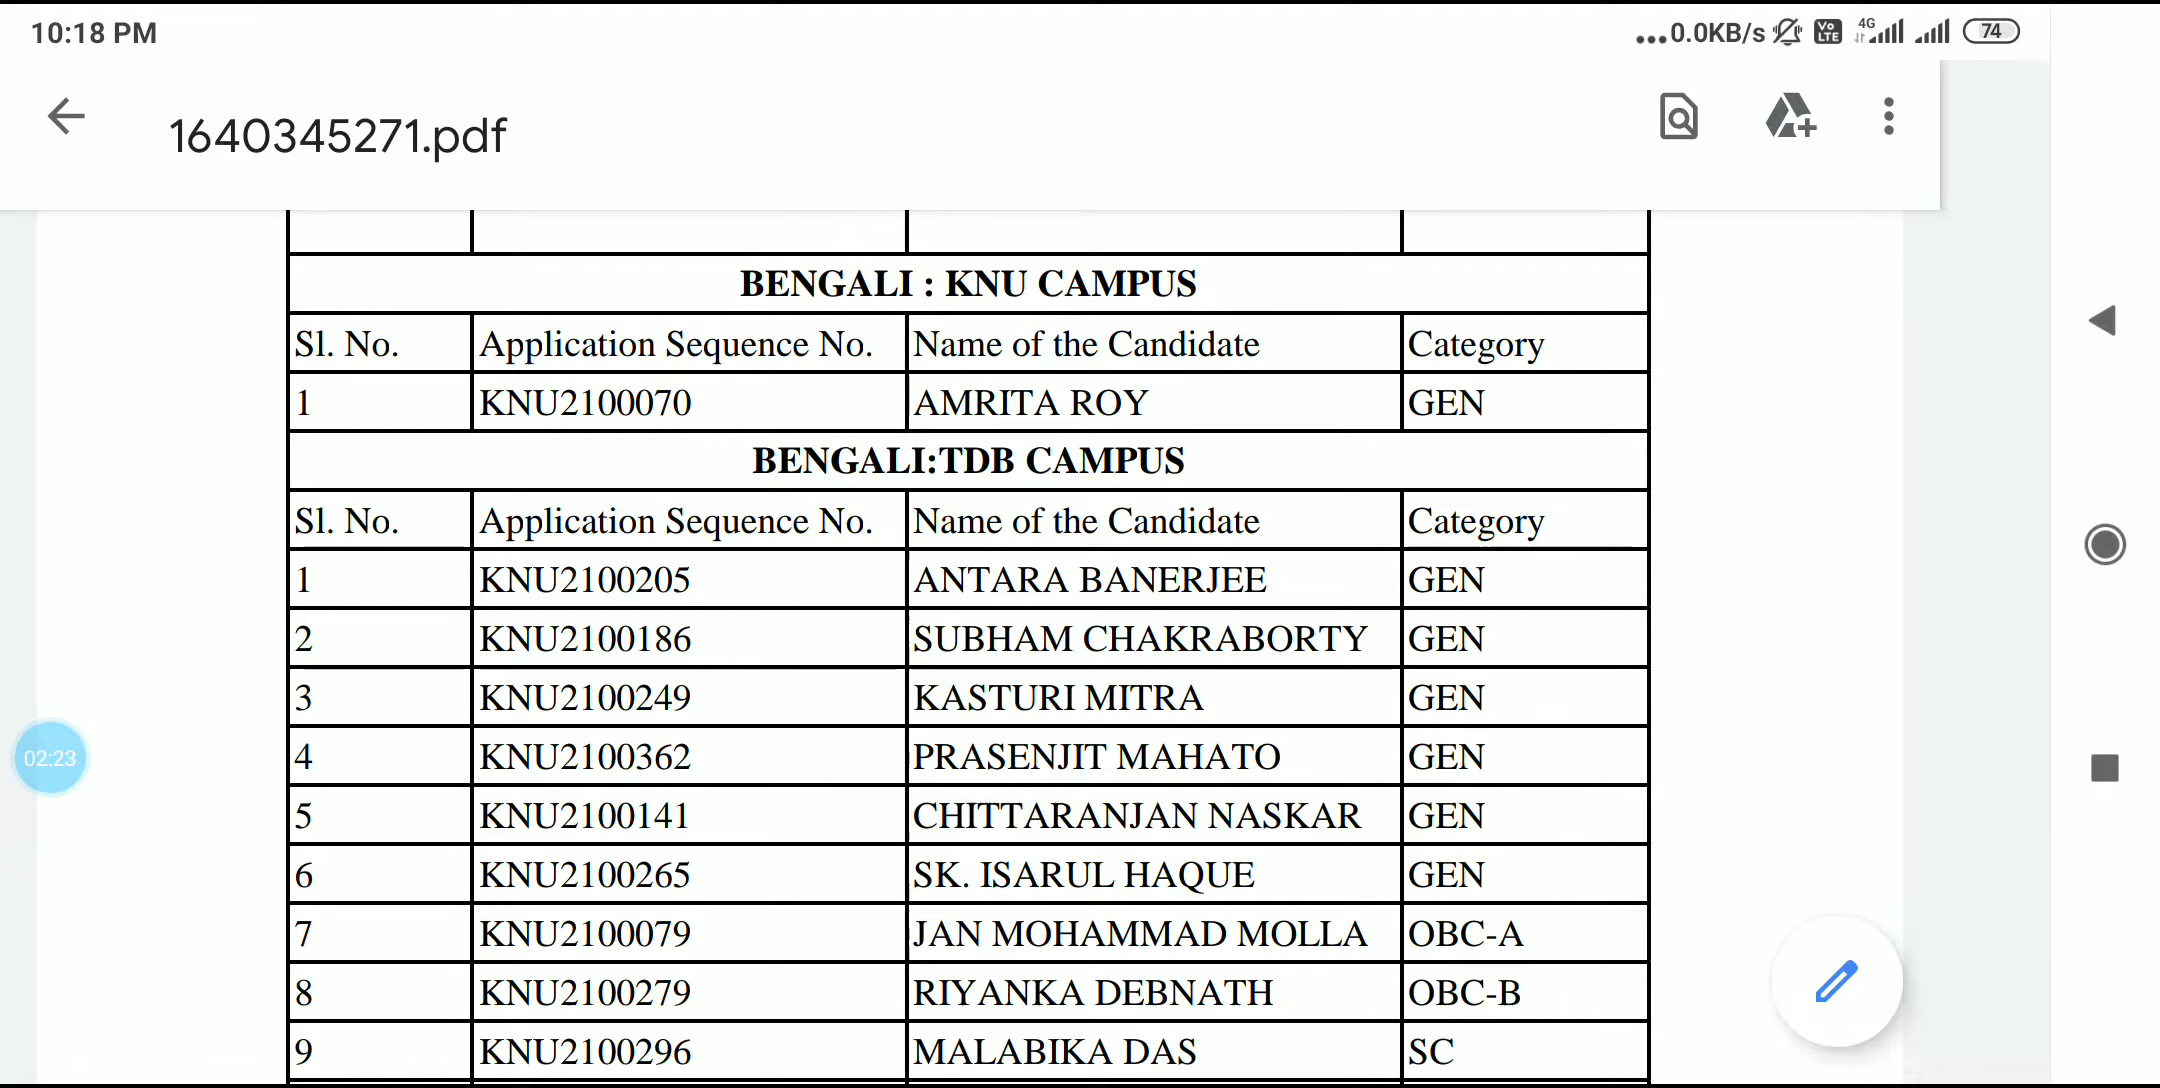 10:18 PM
...0.0KB/s Vo LTE 4G 74
1640345271.pdf
BENGALI : KNU CAMPUS
Sl. No. Application Sequence No. Name of the Candidate Category
1 KNU2100070 AMRITA ROY GEN
BENGALI:TDB CAMPUS
Sl. No. Application Sequence No. Name of the Candidate Category
1 KNU2100205 ANTARA BANERJEE GEN
2 KNU2100186 SUBHAM CHAKRABORTY GEN
3 KNU2100249 KASTURI MITRA GEN
4 KNU2100362 PRASENJIT MAHATO GEN
02:23
5 KNU2100141 CHITTARANJAN NASKAR GEN
6 KNU2100265 SK. ISARUL HAQUE GEN
7 KNU2100079 JAN MOHAMMAD MOLLA OBC-A
8 KNU2100279 RIYANKA DEBNATH OBC-B
9 KNU2100296 MALABIKA DAS SC